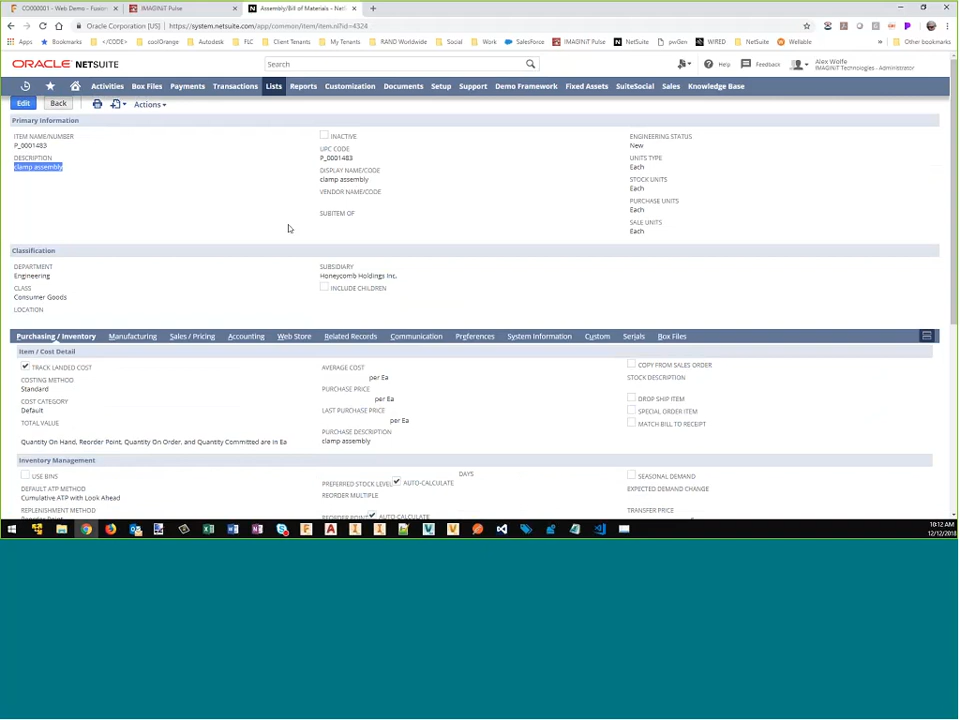 CO000001 - Web Demo - Fusion
IMAGINiT Pulse
Assembly/Bill of Materials - NetS
Oracle Corporation [US] | https://system.netsuite.com/app/common/item/item.nl?id=4324
Apps Bookmarks </CODE> coolOrange Autodesk FLC Client Tenants My Tenants RAND Worldwide Social Work SalesForce IMAGINiT Pulse NetSuite pwGen WIRED NetSuite Wellable » Other bookmarks
ORACLE NETSUITE
Search
Help
Feedback
Alex Wolfe
IMAGINiT Technologies - Administrator
Activities Box Files Payments Transactions Lists Reports Customization Documents Setup Support Demo Framework Fixed Assets SuiteSocial Sales Knowledge Base
Edit Back Actions
Primary Information
ITEM NAME/NUMBER
P_0001483
DESCRIPTION
clamp assembly
INACTIVE
UPC CODE
P_0001483
DISPLAY NAME/CODE
clamp assembly
VENDOR NAME/CODE
SUBITEM OF
ENGINEERING STATUS
New
UNITS TYPE
Each
STOCK UNITS
Each
PURCHASE UNITS
Each
SALE UNITS
Each
Classification
DEPARTMENT
Engineering
CLASS
Consumer Goods
LOCATION
SUBSIDIARY
Honeycomb Holdings Inc.
INCLUDE CHILDREN
Purchasing / Inventory Manufacturing Sales / Pricing Accounting Web Store Related Records Communication Preferences System Information Custom Serials Box Files
Item / Cost Detail
TRACK LANDED COST
COSTING METHOD
Standard
COST CATEGORY
Default
TOTAL VALUE
Quantity On Hand, Reorder Point, Quantity On Order, and Quantity Committed are in Ea
AVERAGE COST
per Ea
PURCHASE PRICE
per Ea
LAST PURCHASE PRICE
per Ea
PURCHASE DESCRIPTION
clamp assembly
COPY FROM SALES ORDER
STOCK DESCRIPTION
DROP SHIP ITEM
SPECIAL ORDER ITEM
MATCH BILL TO RECEIPT
Inventory Management
USE BINS
DEFAULT ATP METHOD
Cumulative ATP with Look Ahead
REPLENISHMENT METHOD
Reorder Point
DAYS
PREFERRED STOCK LEVEL AUTO-CALCULATE
REORDER MULTIPLE
REORDER POINT AUTO-CALCULATE
SEASONAL DEMAND
EXPECTED DEMAND CHANGE
TRANSFER PRICE
10:12 AM
12/12/2018